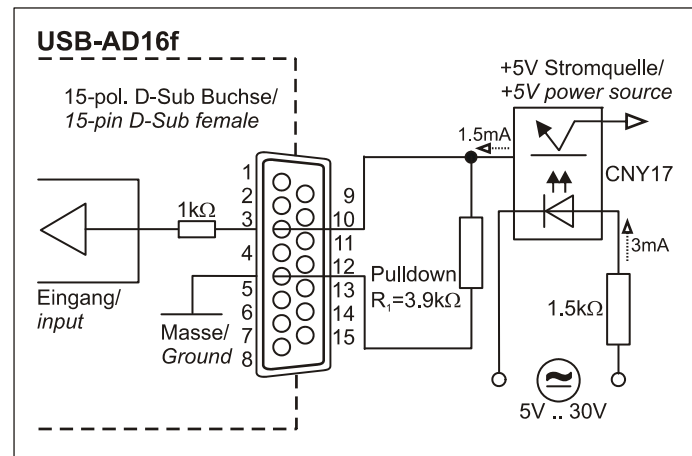 USB-AD16f
15-pol. D-Sub Buchse/
15-pin D-Sub female
+5V Stromquelle/
+5V power source
1.5mA
CNY17
1
2
3
4
5
6
7
8
9
10
11
12
13
14
15
1kΩ
Eingang/
input
Masse/
Ground
Pulldown
R1=3.9kΩ
3mA
1.5kΩ
5V .. 30V